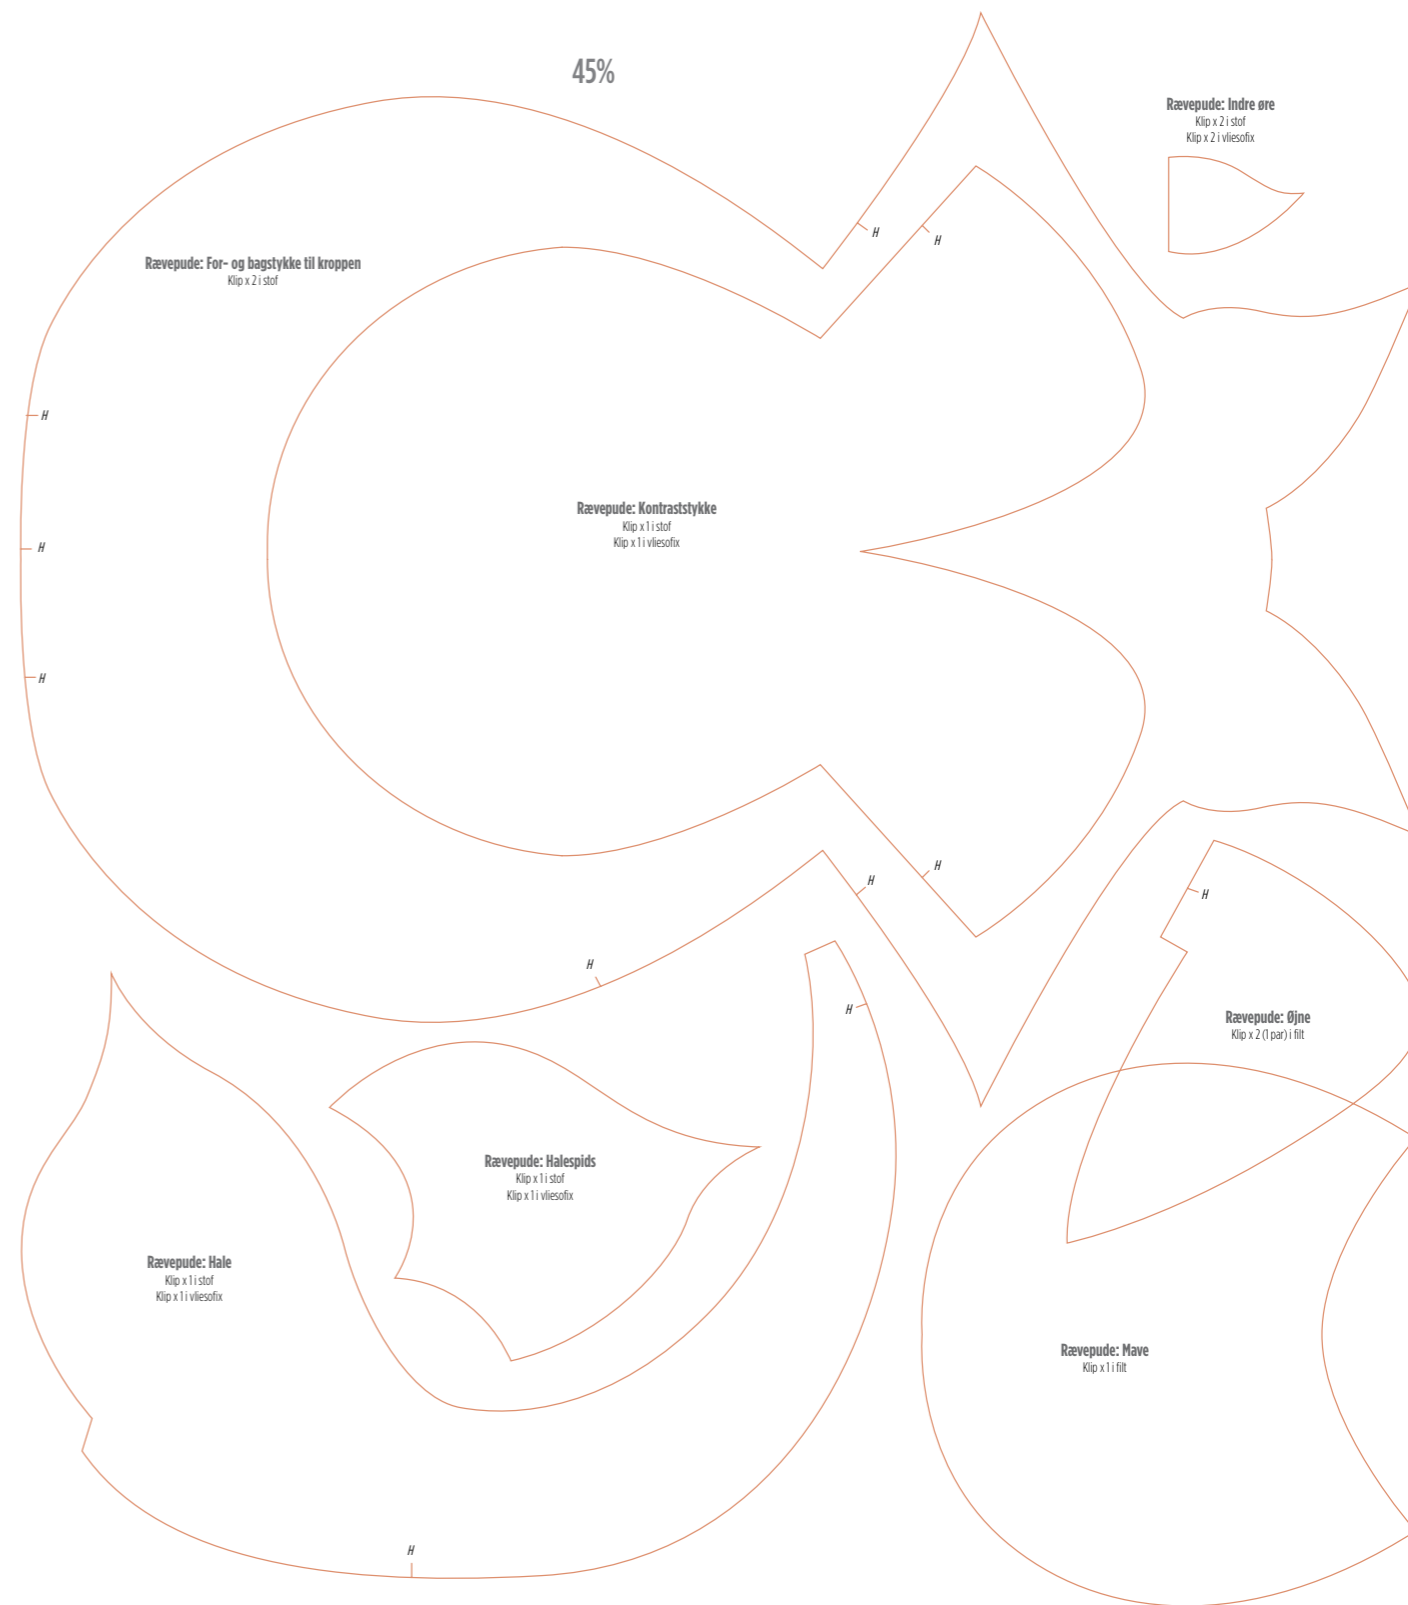 45%
Rævepude: Indre øre
Klip x 2 i stof
Klip x 2 i vliesofix
H
H
Rævepude: For- og bagstykke til kroppen
Klip x 2 i stof
H
Rævepude: Kontraststykke
Klip x 1 i stof
Klip x 1 i vliesofix
H
H
H
H
H
H
H
Rævepude: Øjne
Klip x 2 (1 par) i filt
Rævepude: Halespids
Klip x 1 i stof
Klip x 1 i vliesofix
Rævepude: Hale
Klip x 1 i stof
Klip x 1 i vliesofix
Rævepude: Mave
Klip x 1 i filt
H